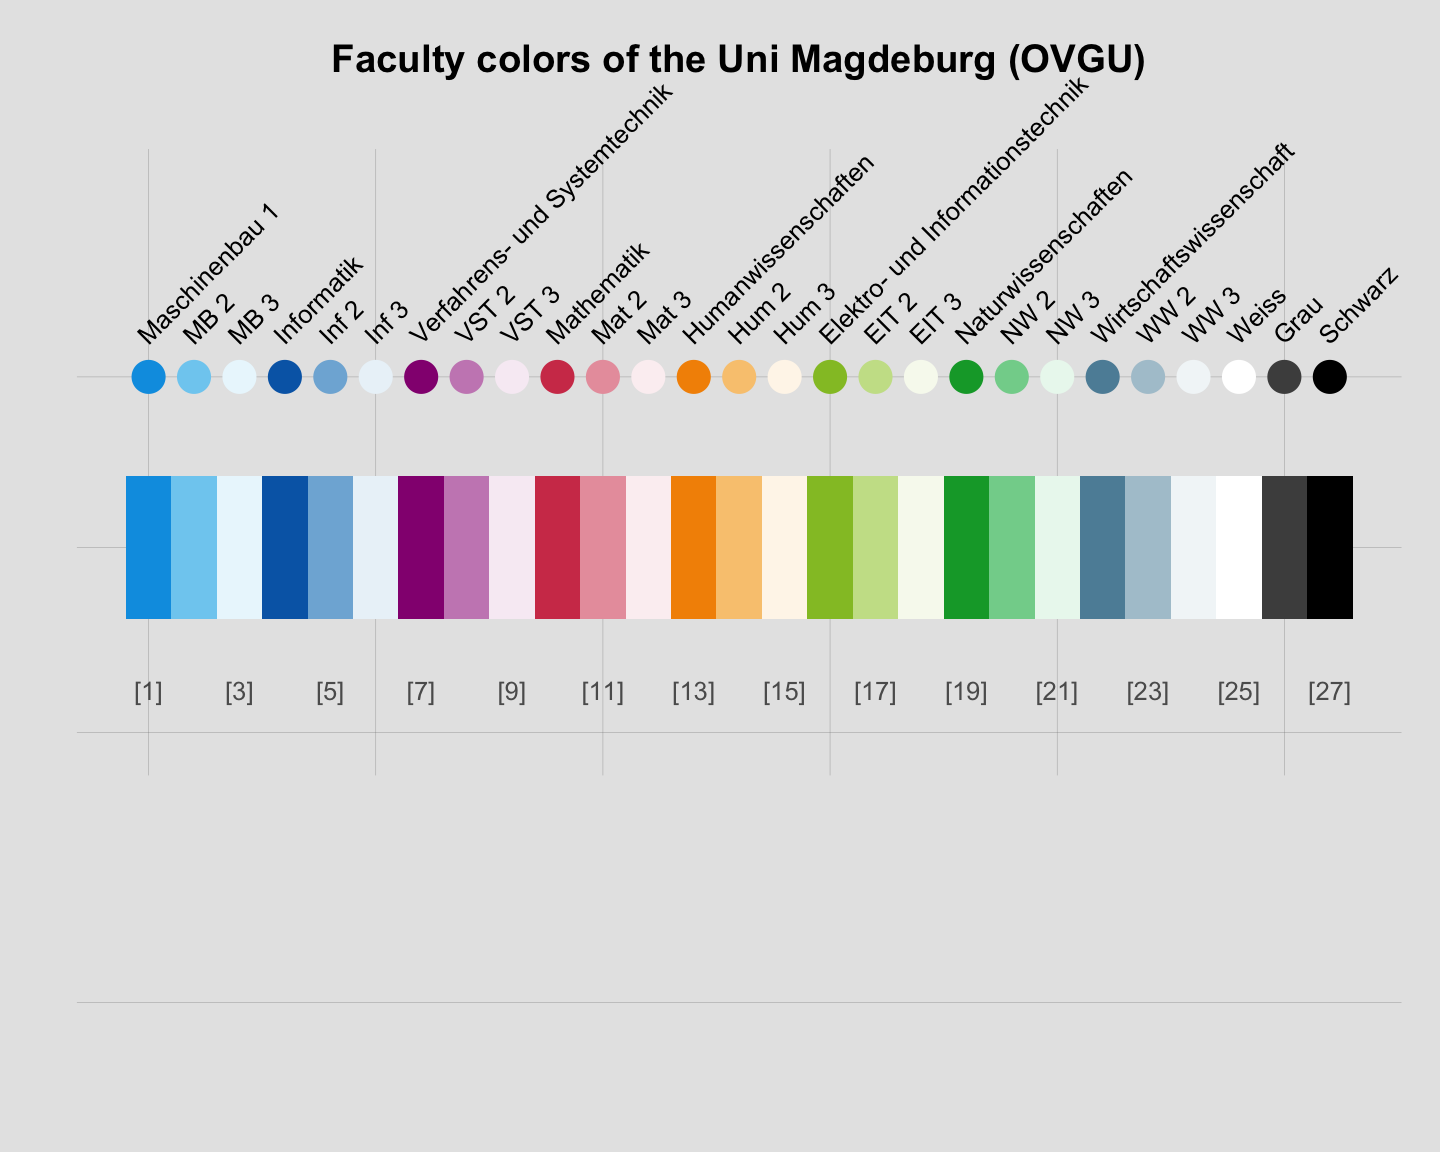 Faculty colors of the Uni Magdeburg (OVGU)
Maschinenbau 1
MB 2
MB 3
Informatik
Inf 2
Inf 3
Verfahrens- und Systemtechnik
VST 2
VST 3
Mathematik
Mat 2
Mat 3
Humanwissenschaften
Hum 2
Hum 3
Elektro- und Informationstechnik
EIT 2
EIT 3
Naturwissenschaften
NW 2
NW 3
Wirtschaftswissenschaft
WW 2
WW 3
Weiss
Grau
Schwarz
[1] [3] [5] [7] [9] [11] [13] [15] [17] [19] [21] [23] [25] [27]